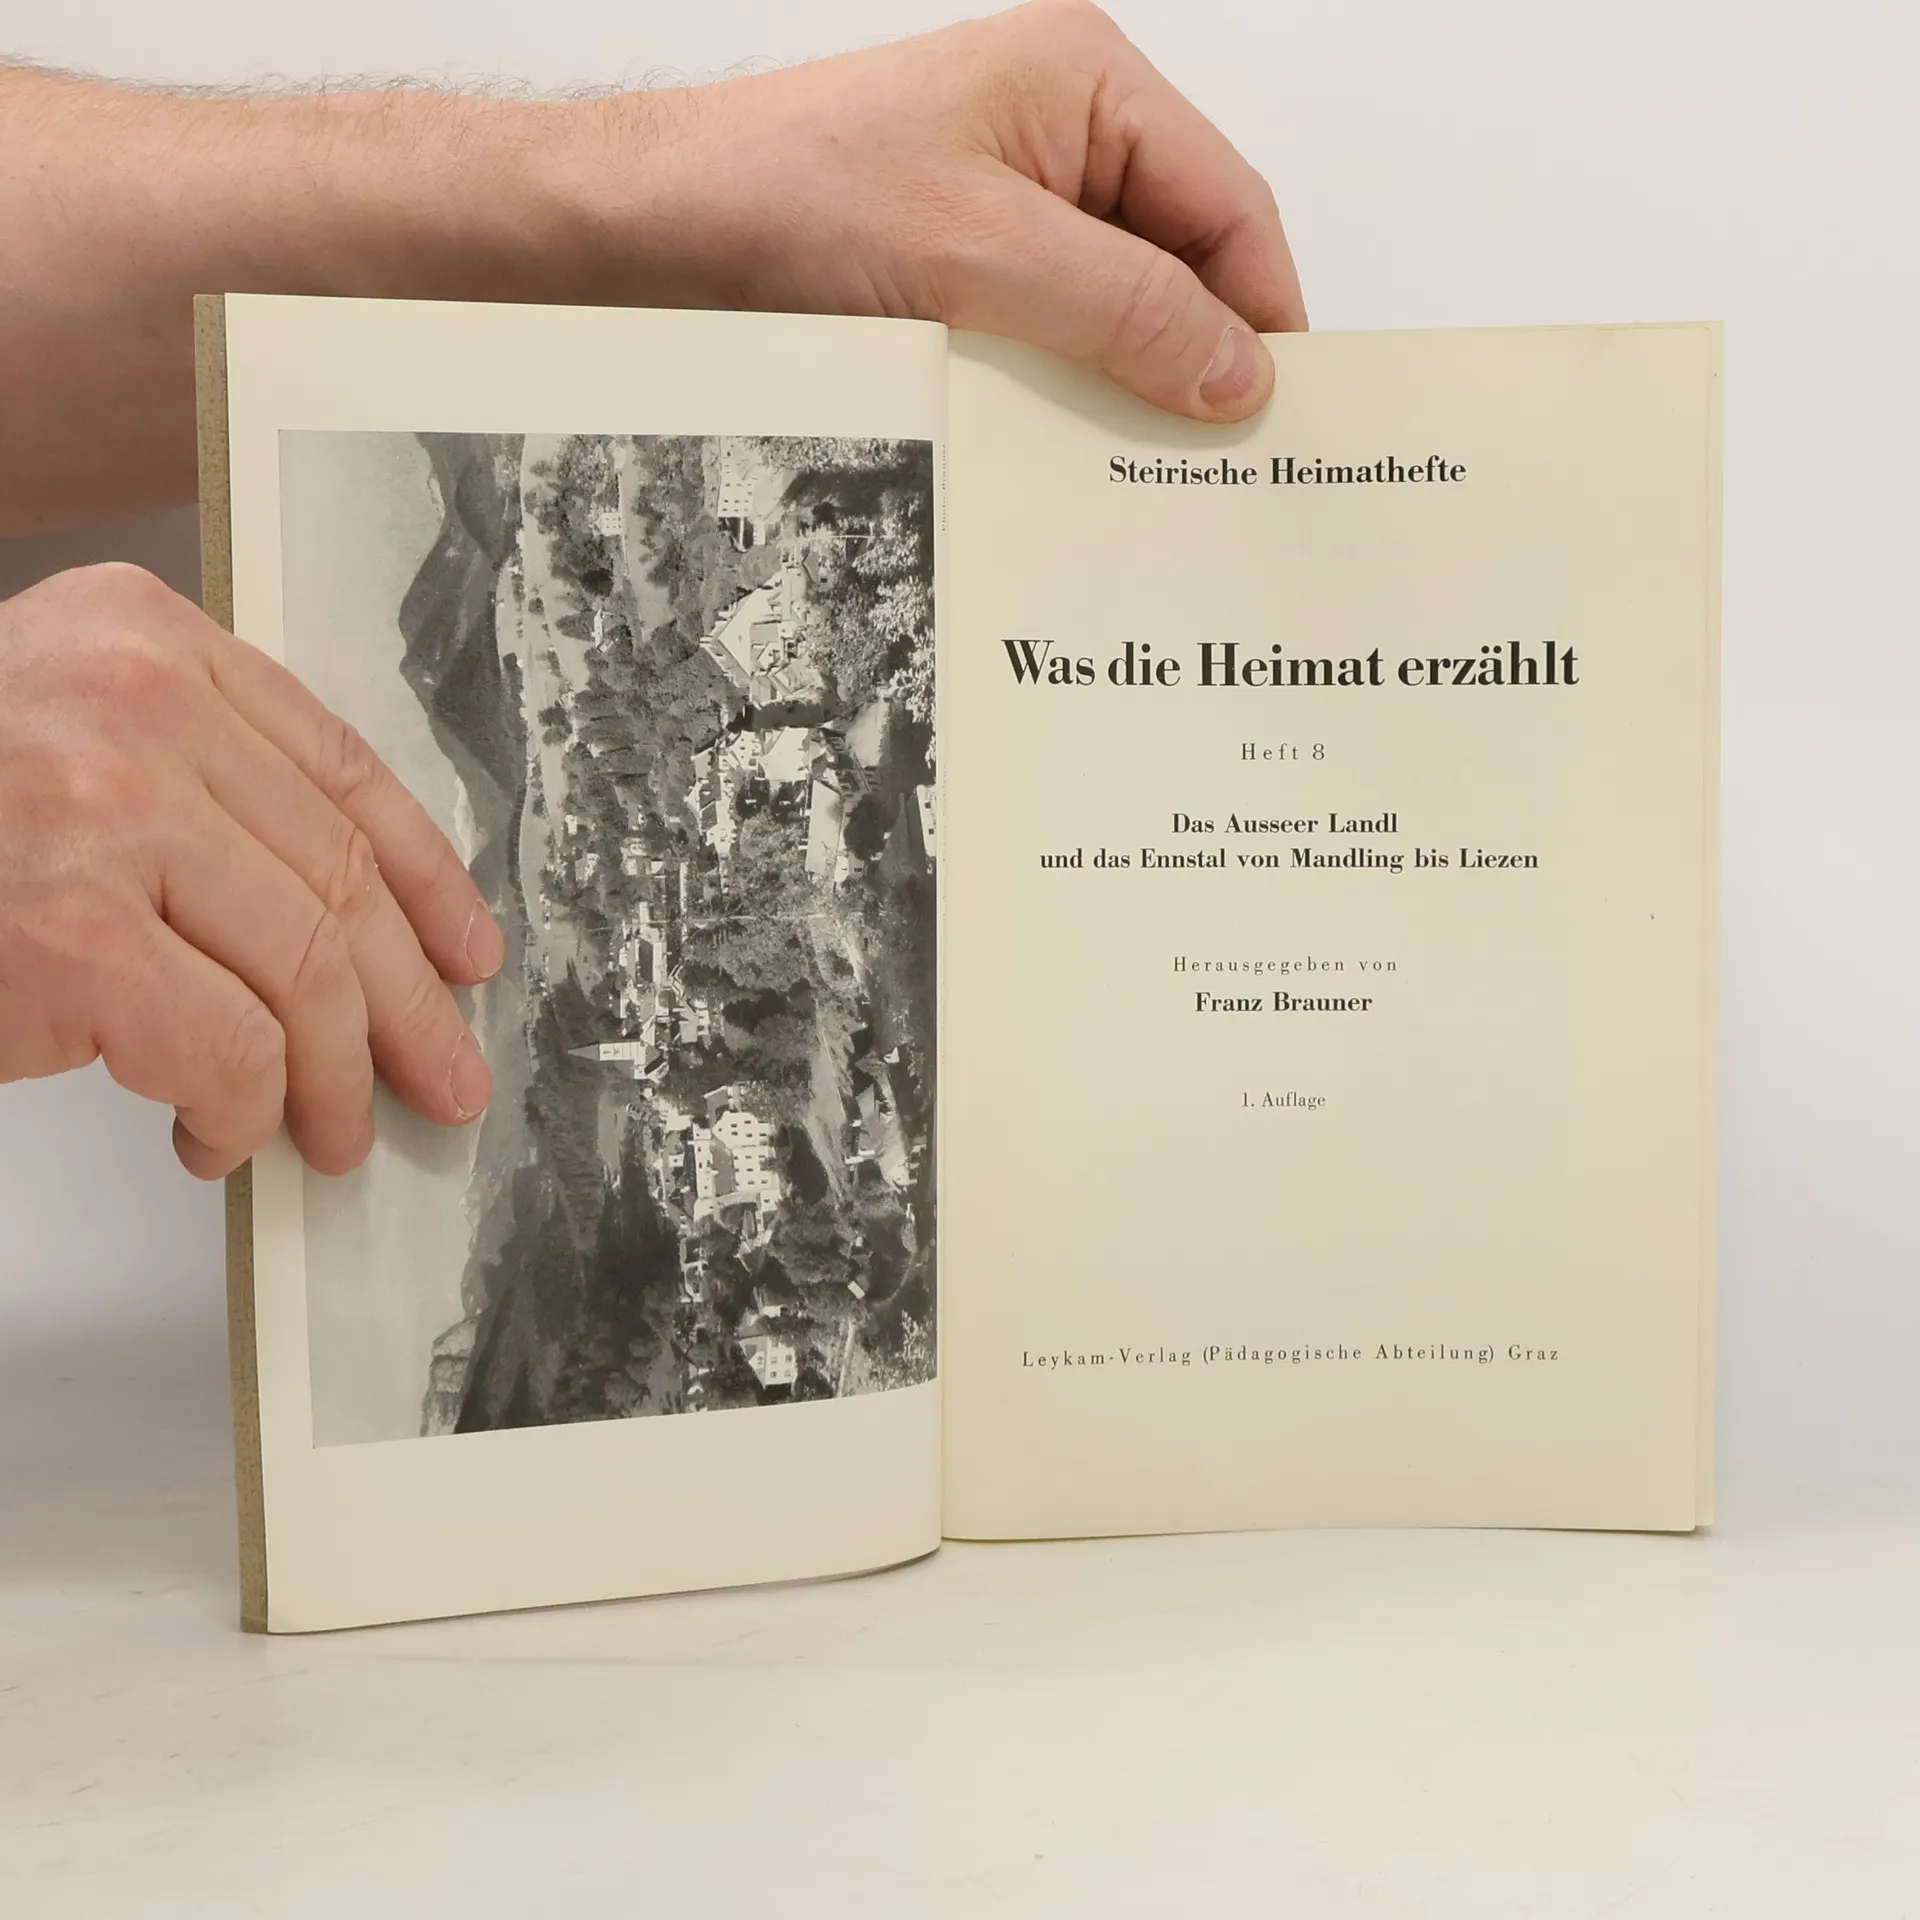 Steirische Heimathefte
Was die Heimat erzählt
Heft 8
Das Ausseer Landl
und das Ennstal von Mandling bis Liezen
Herausgegeben von
Franz Brauner
1. Auflage
Leykam-Verlag (Pädagogische Abteilung) Graz